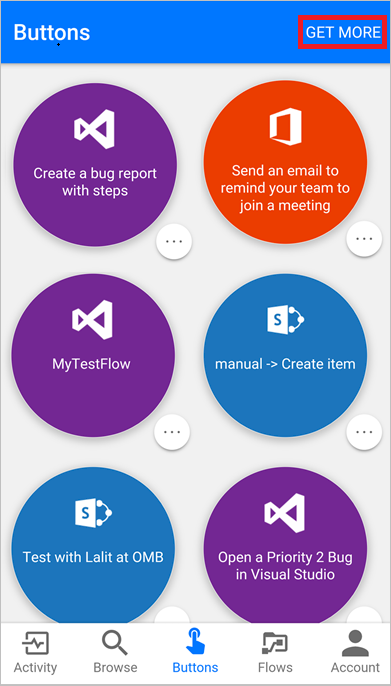 Buttons
GET MORE
Create a bug report
with steps
Send an email to
remind your team to
join a meeting
MyTestFlow
manual -> Create item
Test with Lalit at OMB
Open a Priority 2 Bug
in Visual Studio
Activity
Browse
Buttons
Flows
Account